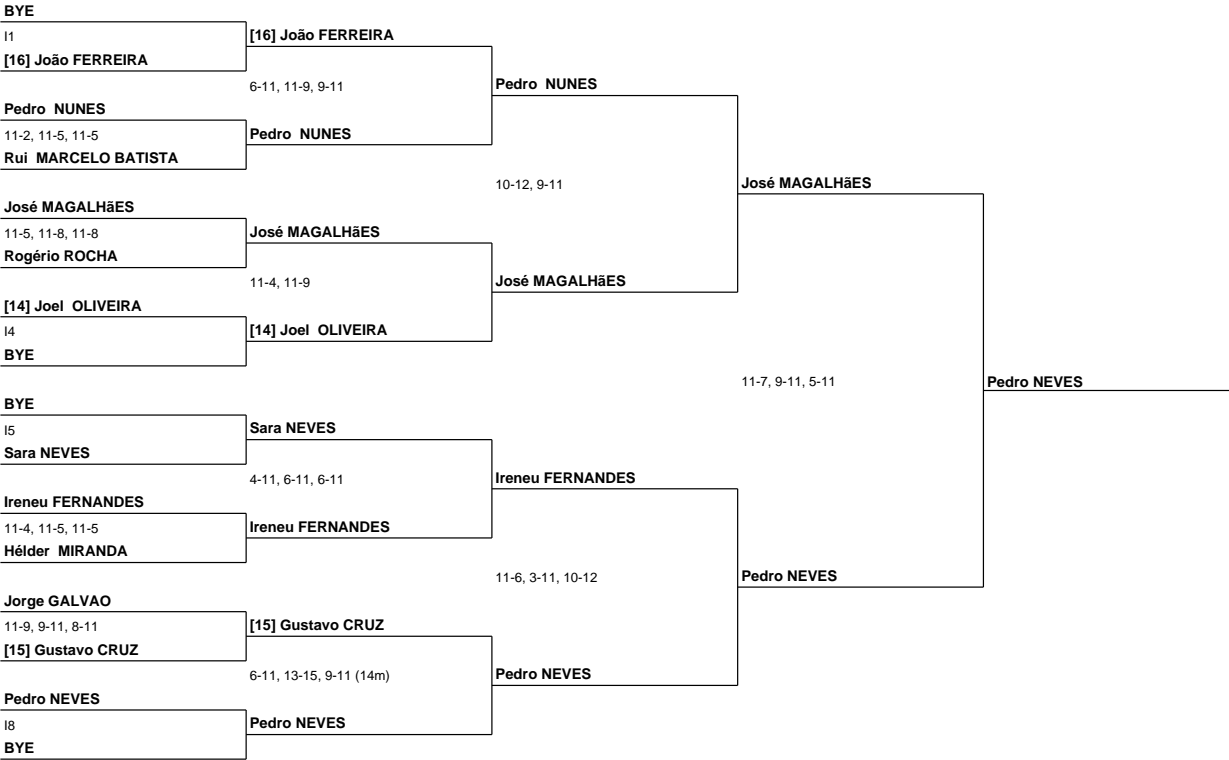 BYE
I1
[16] João FERREIRA
[16] João FERREIRA
6-11, 11-9, 9-11
Pedro NUNES
Pedro NUNES
11-2, 11-5, 11-5
Pedro NUNES
Rui MARCELO BATISTA
10-12, 9-11
José MAGALHãES
José MAGALHãES
11-5, 11-8, 11-8
José MAGALHãES
Rogério ROCHA
11-4, 11-9
José MAGALHãES
[14] Joel OLIVEIRA
I4
[14] Joel OLIVEIRA
BYE
11-7, 9-11, 5-11
Pedro NEVES
BYE
I5
Sara NEVES
Sara NEVES
4-11, 6-11, 6-11
Ireneu FERNANDES
Ireneu FERNANDES
11-4, 11-5, 11-5
Ireneu FERNANDES
Hélder MIRANDA
11-6, 3-11, 10-12
Pedro NEVES
Jorge GALVAO
11-9, 9-11, 8-11
[15] Gustavo CRUZ
[15] Gustavo CRUZ
6-11, 13-15, 9-11 (14m)
Pedro NEVES
Pedro NEVES
I8
Pedro NEVES
BYE